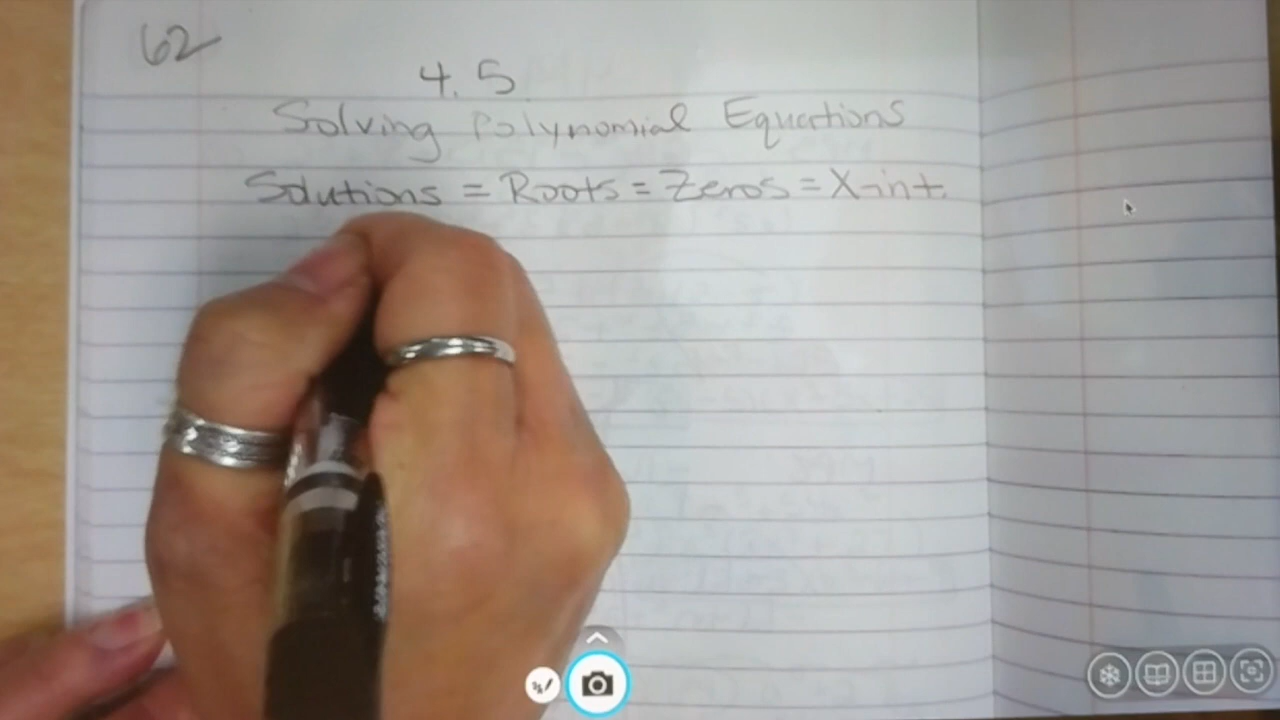 62
4.5
Solving Polynomial Equations
Solutions = Roots = Zeros = X-int.